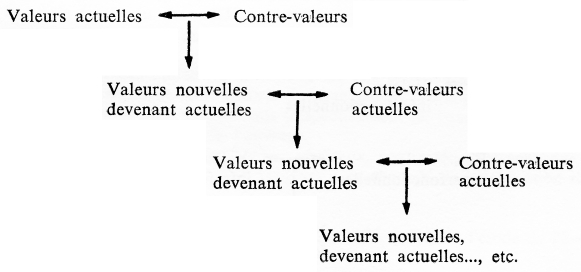 Valeurs actuelles Contre-valeurs
Valeurs nouvelles Contre-valeurs
devenant actuelles actuelles
Valeurs nouvelles Contre-valeurs
devenant actuelles actuelles
Valeurs nouvelles,
devenant actuelles..., etc.